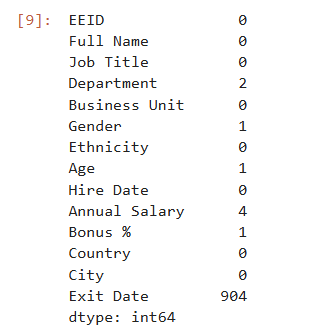 [9]: EEID 0
Full Name 0
Job Title 0
Department 2
Business Unit 0
Gender 1
Ethnicity 0
Age 1
Hire Date 0
Annual Salary 4
Bonus % 1
Country 0
City 0
Exit Date 904
dtype: int64